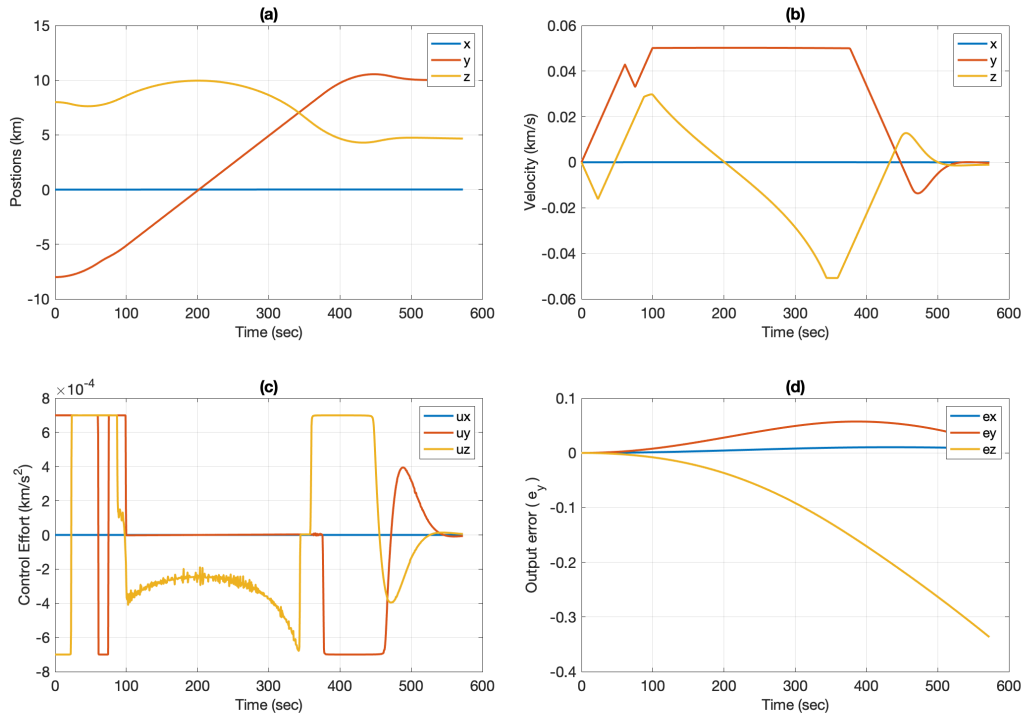 (a)
15
10
5
0
-5
-10
Postions (km)
0 100 200 300 400 500 600
Time (sec)
x
y
z
(b)
0.06
0.04
0.02
0
-0.02
-0.04
-0.06
Velocity (km/s)
0 100 200 300 400 500 600
Time (sec)
x
y
z
(c)
×10⁻⁴
8
6
4
2
0
-2
-4
-6
-8
Control Effort (km/s²)
0 100 200 300 400 500 600
Time (sec)
ux
uy
uz
(d)
0.1
0
-0.1
-0.2
-0.3
-0.4
Output error ( e_y )
0 100 200 300 400 500 600
Time (sec)
ex
ey
ez